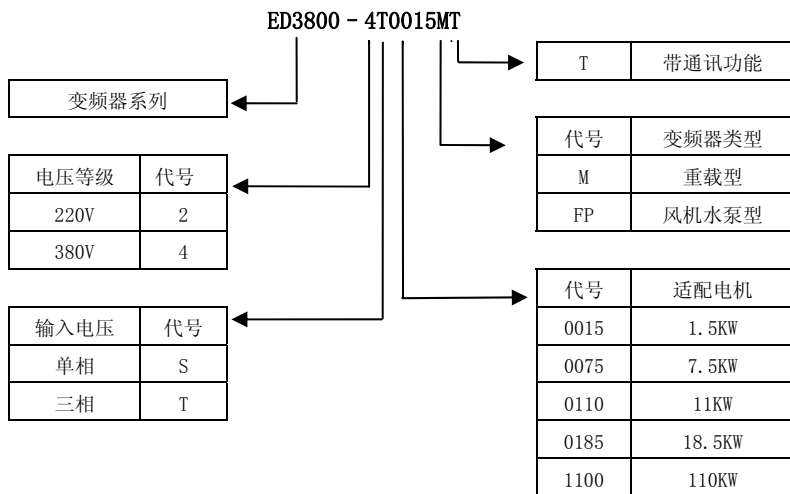 ED3800－4T0015MT
T 带通讯功能
变频器系列
代号 变频器类型
M 重载型
FP 风机水泵型
电压等级 代号
220V 2
380V 4
代号 适配电机
0015 1.5KW
0075 7.5KW
0110 11KW
0185 18.5KW
1100 110KW
输入电压 代号
单相 S
三相 T